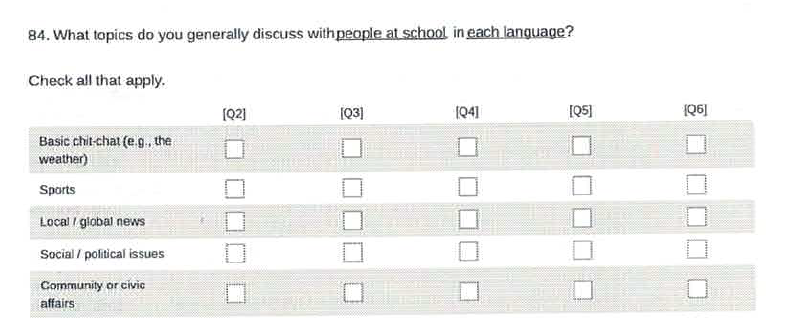 84. What topics do you generally discuss with people at school in each language?
Check all that apply.
[Q2] [Q3] [Q4] [Q5] [Q6]
Basic chit-chat (e.g., the
weather)
Sports
Local / global news
Social / political issues
Community or civic
affairs